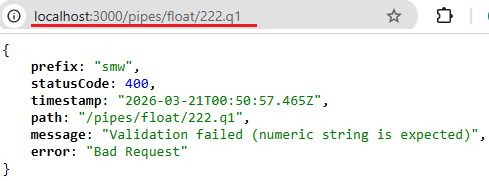 localhost:3000/pipes/float/222.q1
{
prefix: "smw",
statusCode: 400,
timestamp: "2026-03-21T00:50:57.465Z",
path: "/pipes/float/222.q1",
message: "Validation failed (numeric string is expected)",
error: "Bad Request"
}